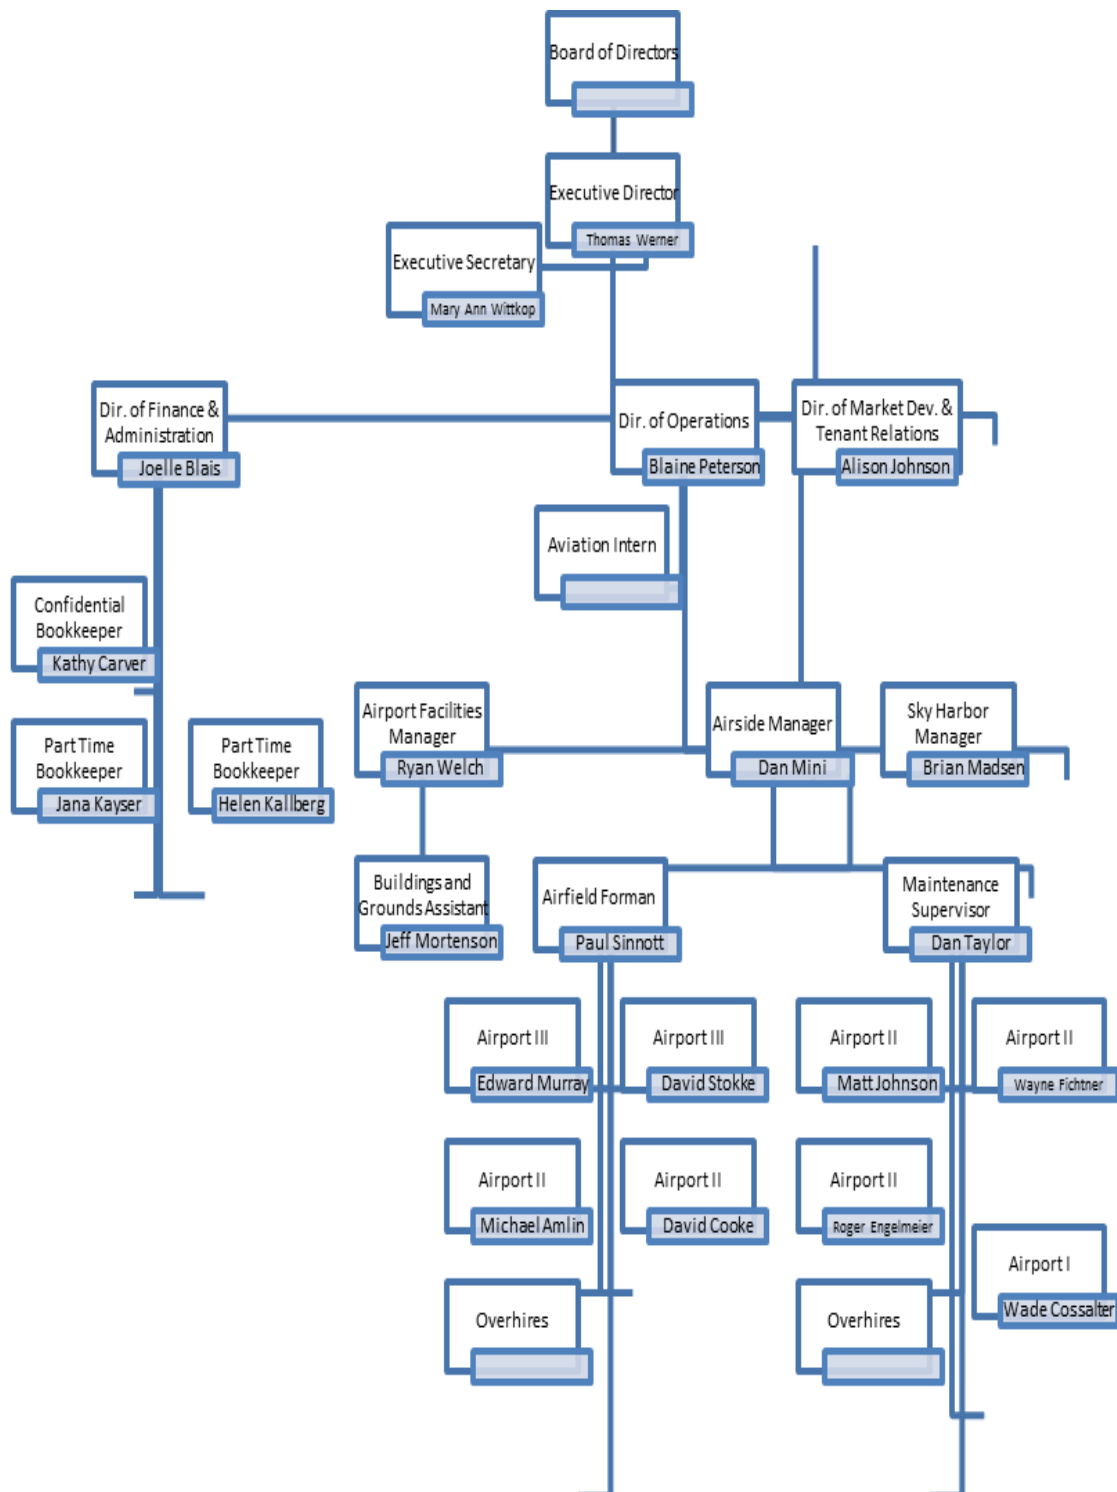 Board of Directors
Executive Director
Thomas Werner
Executive Secretary
Mary Ann Wittkop
Dir. of Finance &
Administration
Joelle Blais
Dir. of Operations
Blaine Peterson
Dir. of Market Dev. &
Tenant Relations
Alison Johnson
Aviation Intern
Confidential
Bookkeeper
Kathy Carver
Part Time
Bookkeeper
Jana Kayser
Part Time
Bookkeeper
Helen Kallberg
Airport Facilities
Manager
Ryan Welch
Airside Manager
Dan Mini
Sky Harbor
Manager
Brian Madsen
Buildings and
Grounds Assistant
Jeff Mortenson
Airfield Forman
Paul Sinnott
Maintenance
Supervisor
Dan Taylor
Airport III
Edward Murray
Airport III
David Stokke
Airport II
Matt Johnson
Airport II
Wayne Fichtner
Airport II
Michael Amlin
Airport II
David Cooke
Airport II
Roger Engelmeier
Airport I
Wade Cossalter
Overhires
Overhires